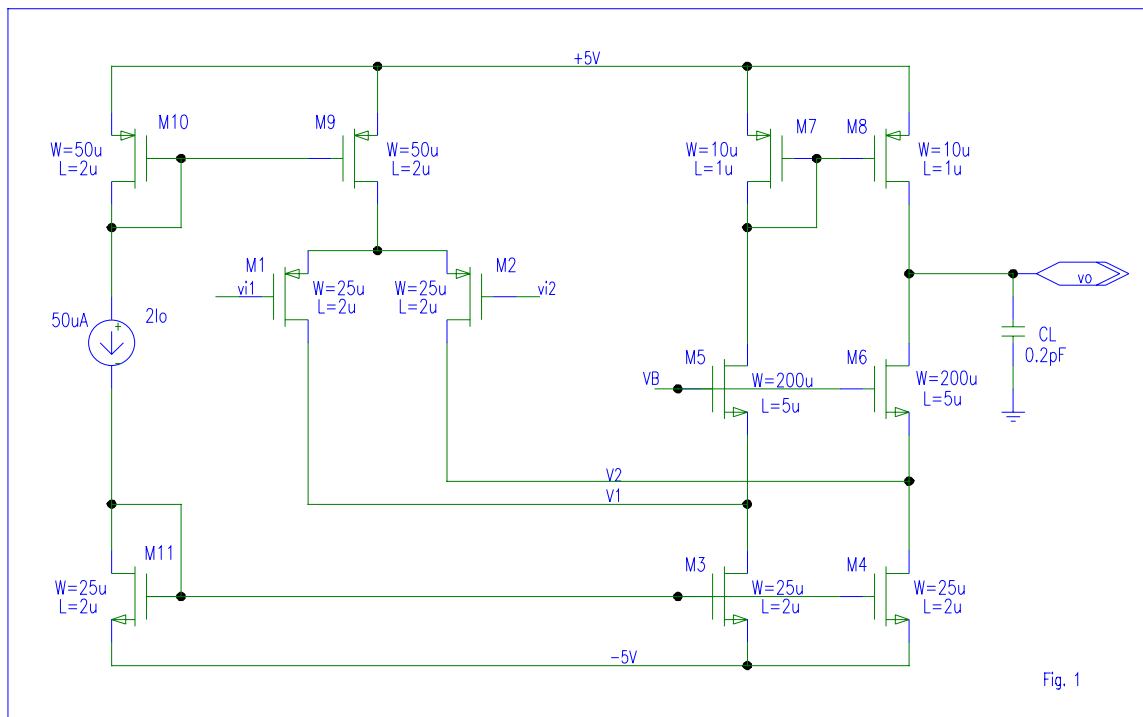 +5V
M10
M9
M7
M8
W=50u
L=2u
W=50u
L=2u
W=10u
L=1u
W=10u
L=1u
M1
M2
vi1
W=25u
L=2u
W=25u
L=2u
vi2
vo
50uA
2Io
+
-
CL
0.2pF
M5
M6
VB
W=200u
L=5u
W=200u
L=5u
V2
V1
M11
M3
M4
W=25u
L=2u
W=25u
L=2u
W=25u
L=2u
-5V
Fig. 1